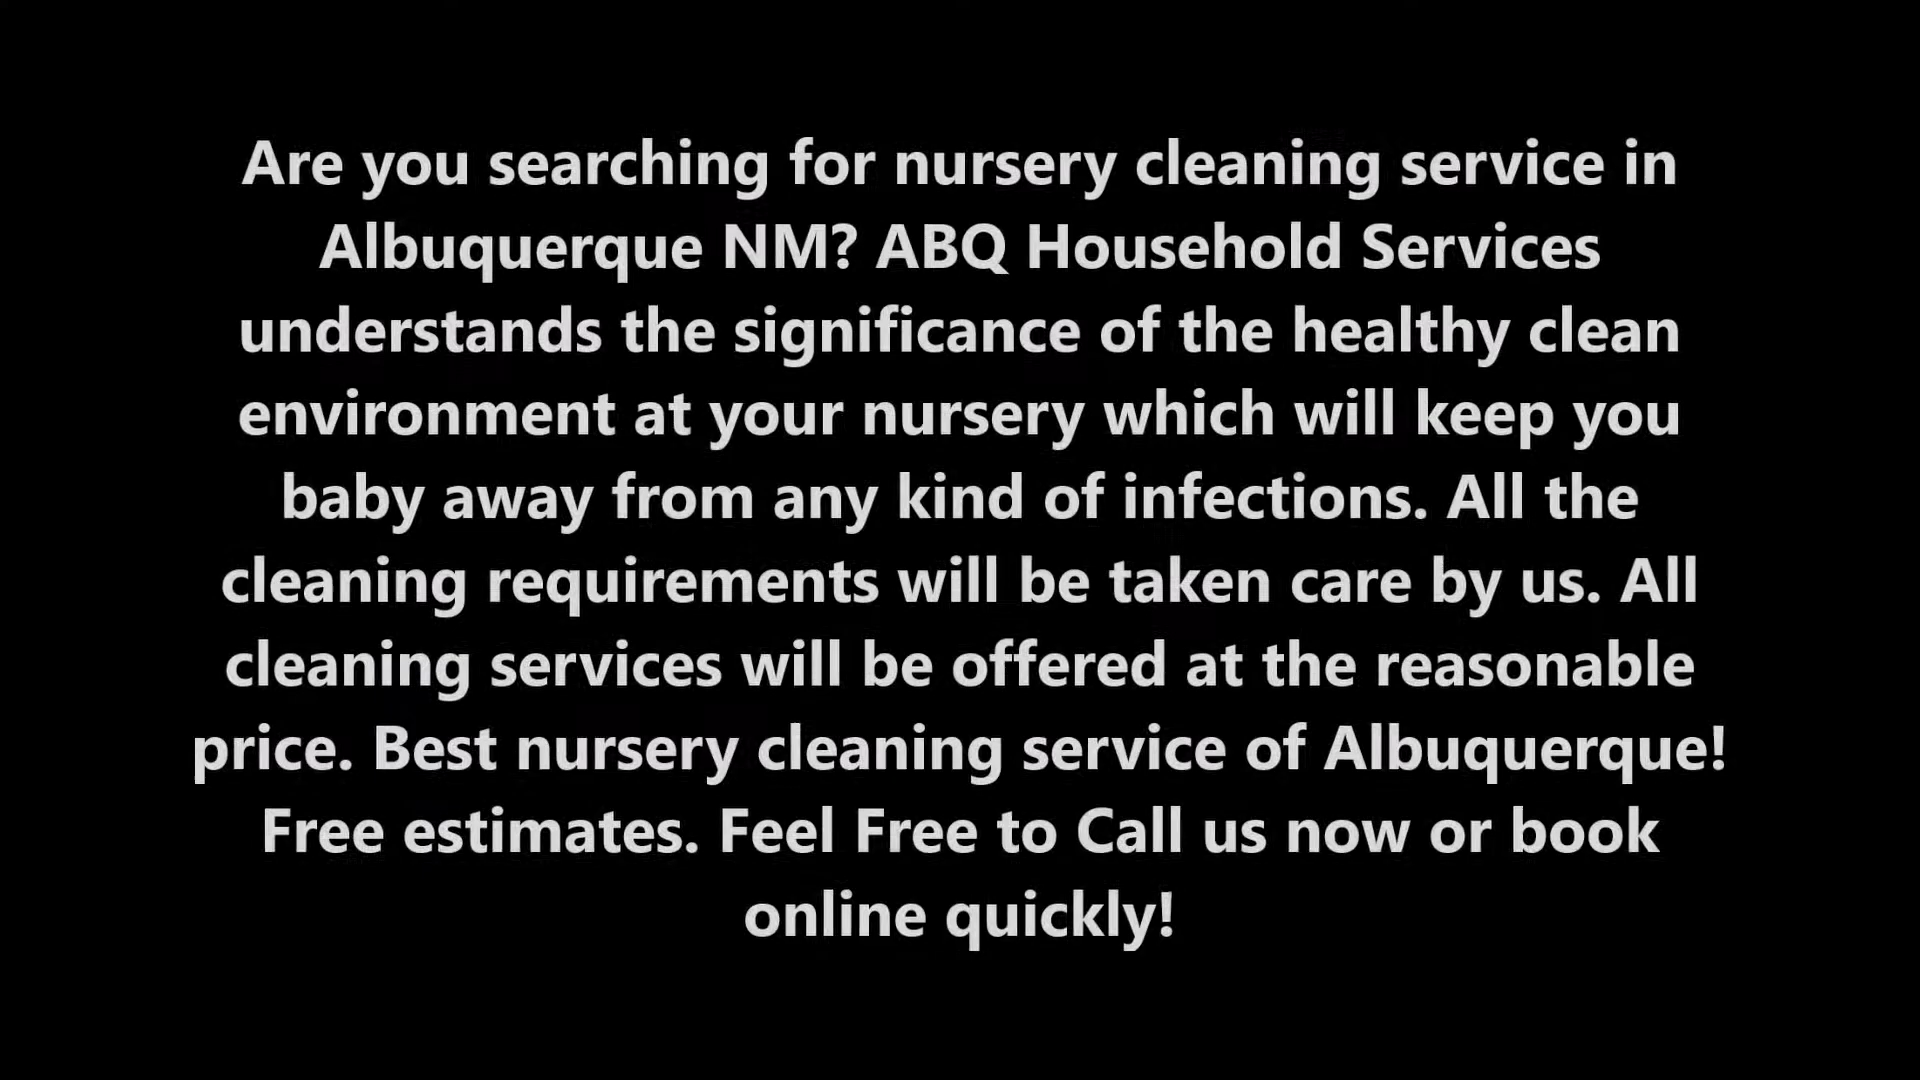 Are you searching for nursery cleaning service in
Albuquerque NM? ABQ Household Services
understands the significance of the healthy clean
environment at your nursery which will keep you
baby away from any kind of infections. All the
cleaning requirements will be taken care by us. All
cleaning services will be offered at the reasonable
price. Best nursery cleaning service of Albuquerque!
Free estimates. Feel Free to Call us now or book
online quickly!